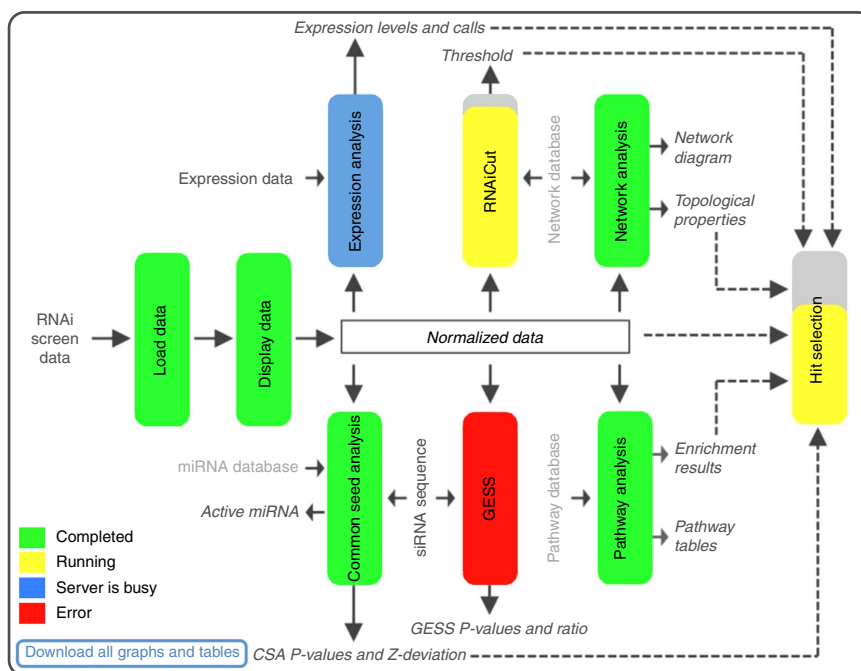 Expression levels and calls
Threshold
Expression analysis
RNAiCut
Network database
Network analysis
Network
diagram
Expression data
Topological
properties
RNAi
screen
data
Load data
Display data
Normalized data
Hit selection
miRNA database
Active miRNA
Common seed analysis
siRNA sequence
GESS
Pathway database
Pathway analysis
Enrichment
results
Pathway
tables
Completed
Running
Server is busy
Error
GESS P-values and ratio
Download all graphs and tables
CSA P-values and Z-deviation